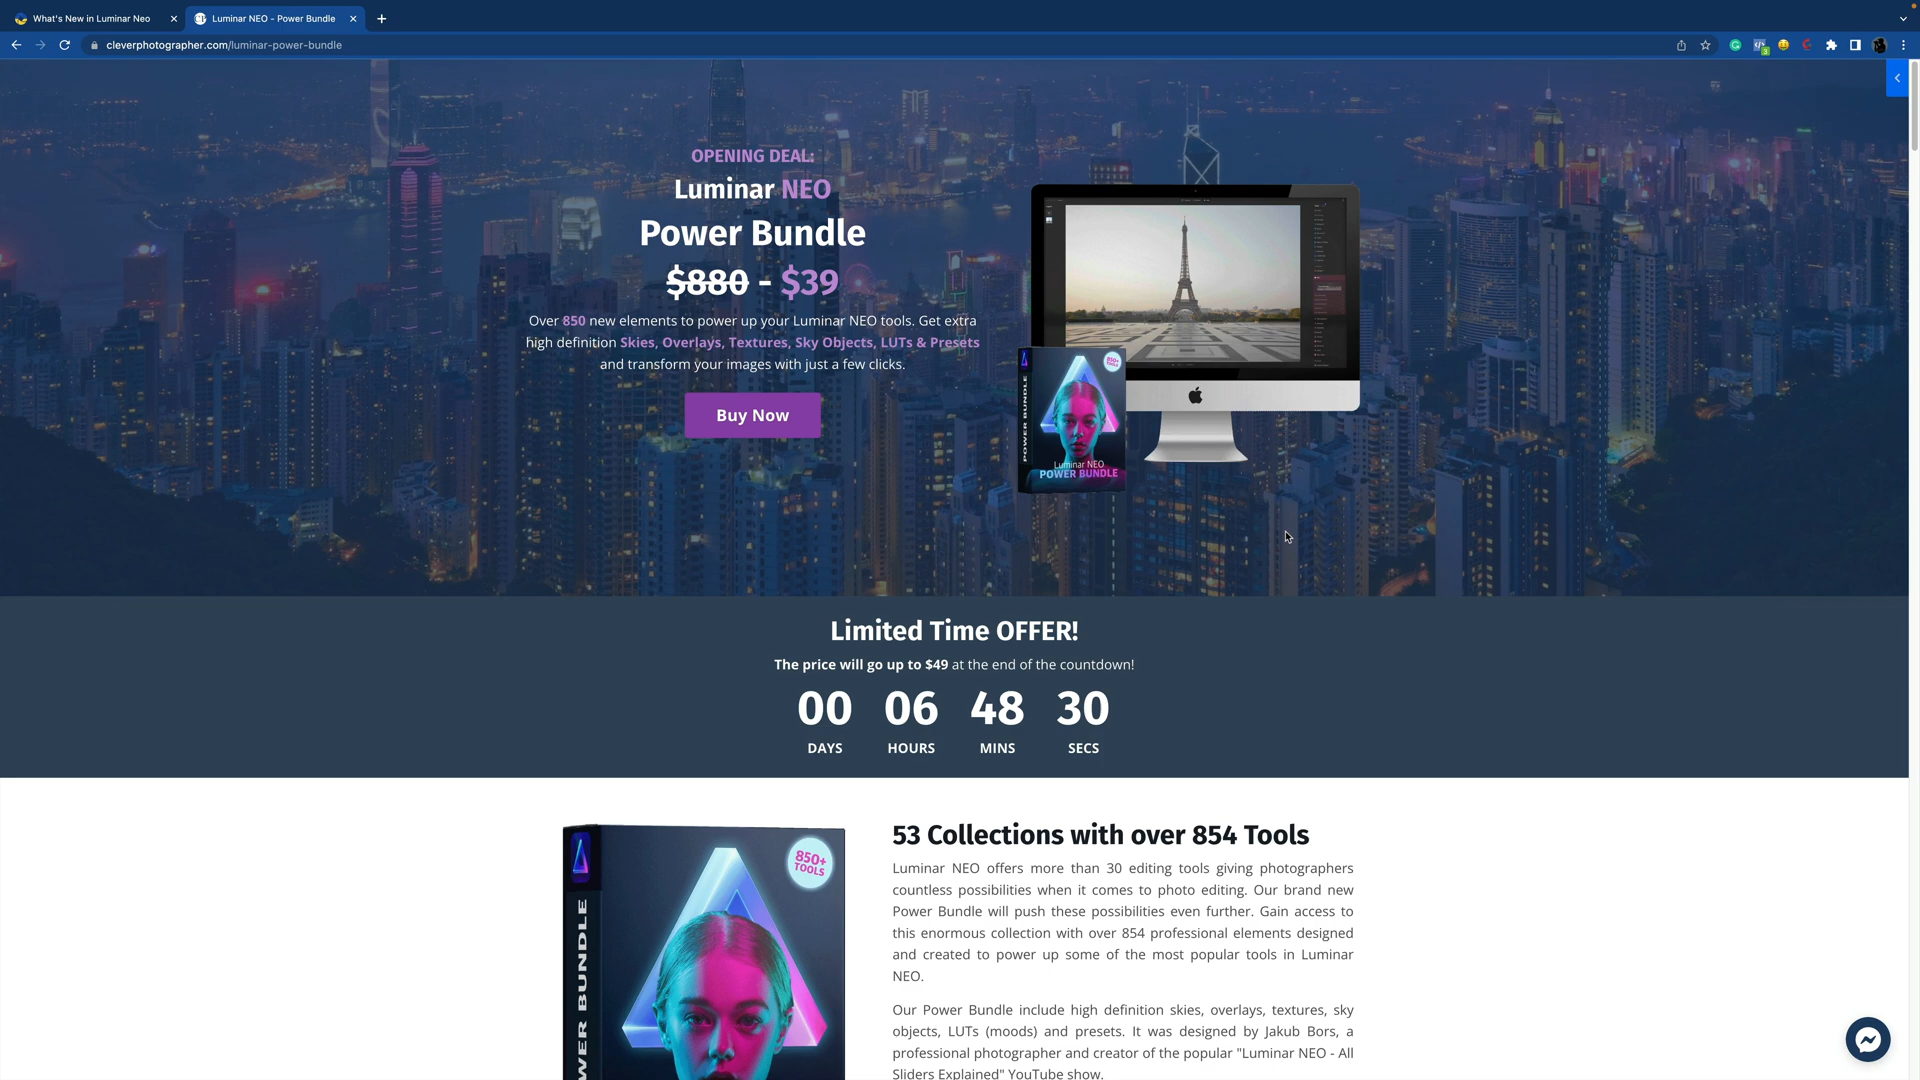 What's New in Luminar Neo
Luminar NEO - Power Bundle
cleverphotographer.com/luminar-power-bundle
OPENING DEAL:
Luminar NEO
Power Bundle
$880 - $39
Over 850 new elements to power up your Luminar NEO tools. Get extra
high definition Skies, Overlays, Textures, Sky Objects, LUTs & Presets
and transform your images with just a few clicks.
Buy Now
850+
TOOLS
POWER BUNDLE
Luminar NEO
POWER BUNDLE
Limited Time OFFER!
The price will go up to $49 at the end of the countdown!
00 06 48 30
DAYS HOURS MINS SECS
850+
TOOLS
WER BUNDLE
53 Collections with over 854 Tools
Luminar NEO offers more than 30 editing tools giving photographers
countless possibilities when it comes to photo editing. Our brand new
Power Bundle will push these possibilities even further. Gain access to
this enormous collection with over 854 professional elements designed
and created to power up some of the most popular tools in Luminar
NEO.
Our Power Bundle include high definition skies, overlays, textures, sky
objects, LUTs (moods) and presets. It was designed by Jakub Bors, a
professional photographer and creator of the popular "Luminar NEO - All
Sliders Explained" YouTube show.